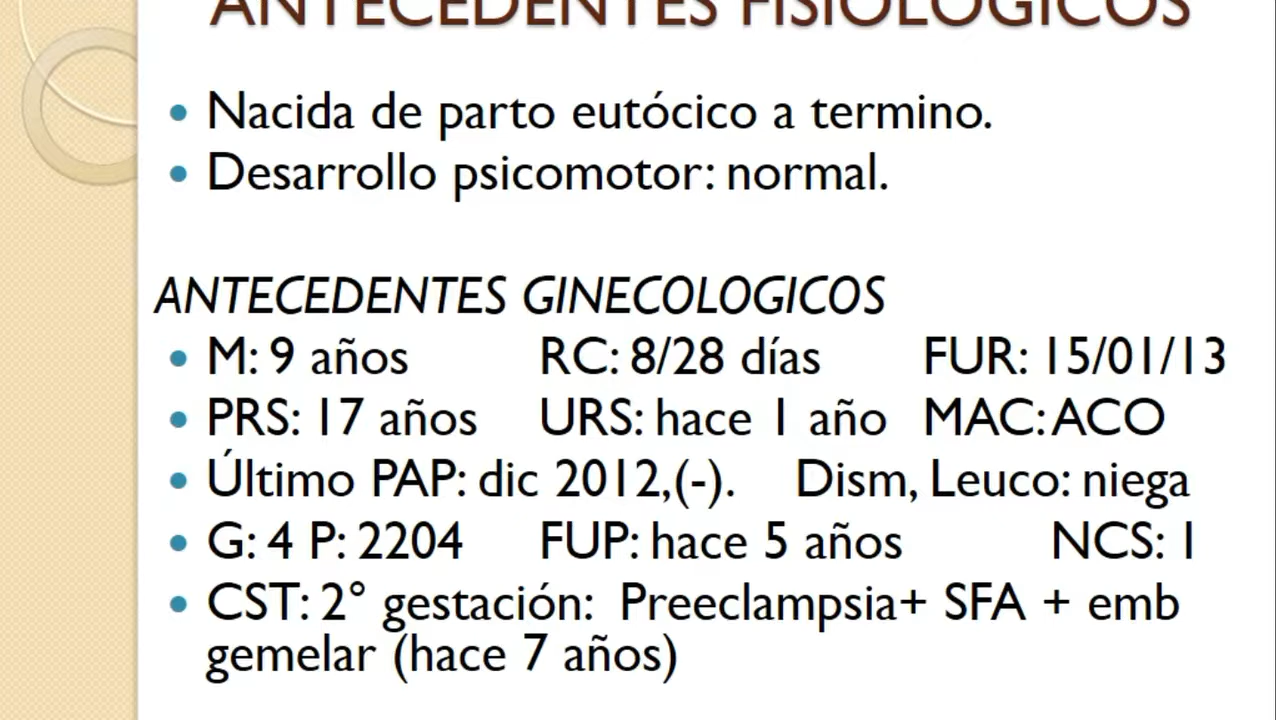 ANTECEDENTES FISIOLOGICOS
Nacida de parto eutócico a termino.
Desarrollo psicomotor: normal.
ANTECEDENTES GINECOLOGICOS
M: 9 años RC: 8/28 días FUR: 15/01/13
PRS: 17 años URS: hace 1 año MAC: ACO
Último PAP: dic 2012,(-). Dism, Leuco: niega
G: 4 P: 2204 FUP: hace 5 años NCS: 1
CST: 2° gestación: Preeclampsia+ SFA + emb
gemelar (hace 7 años)